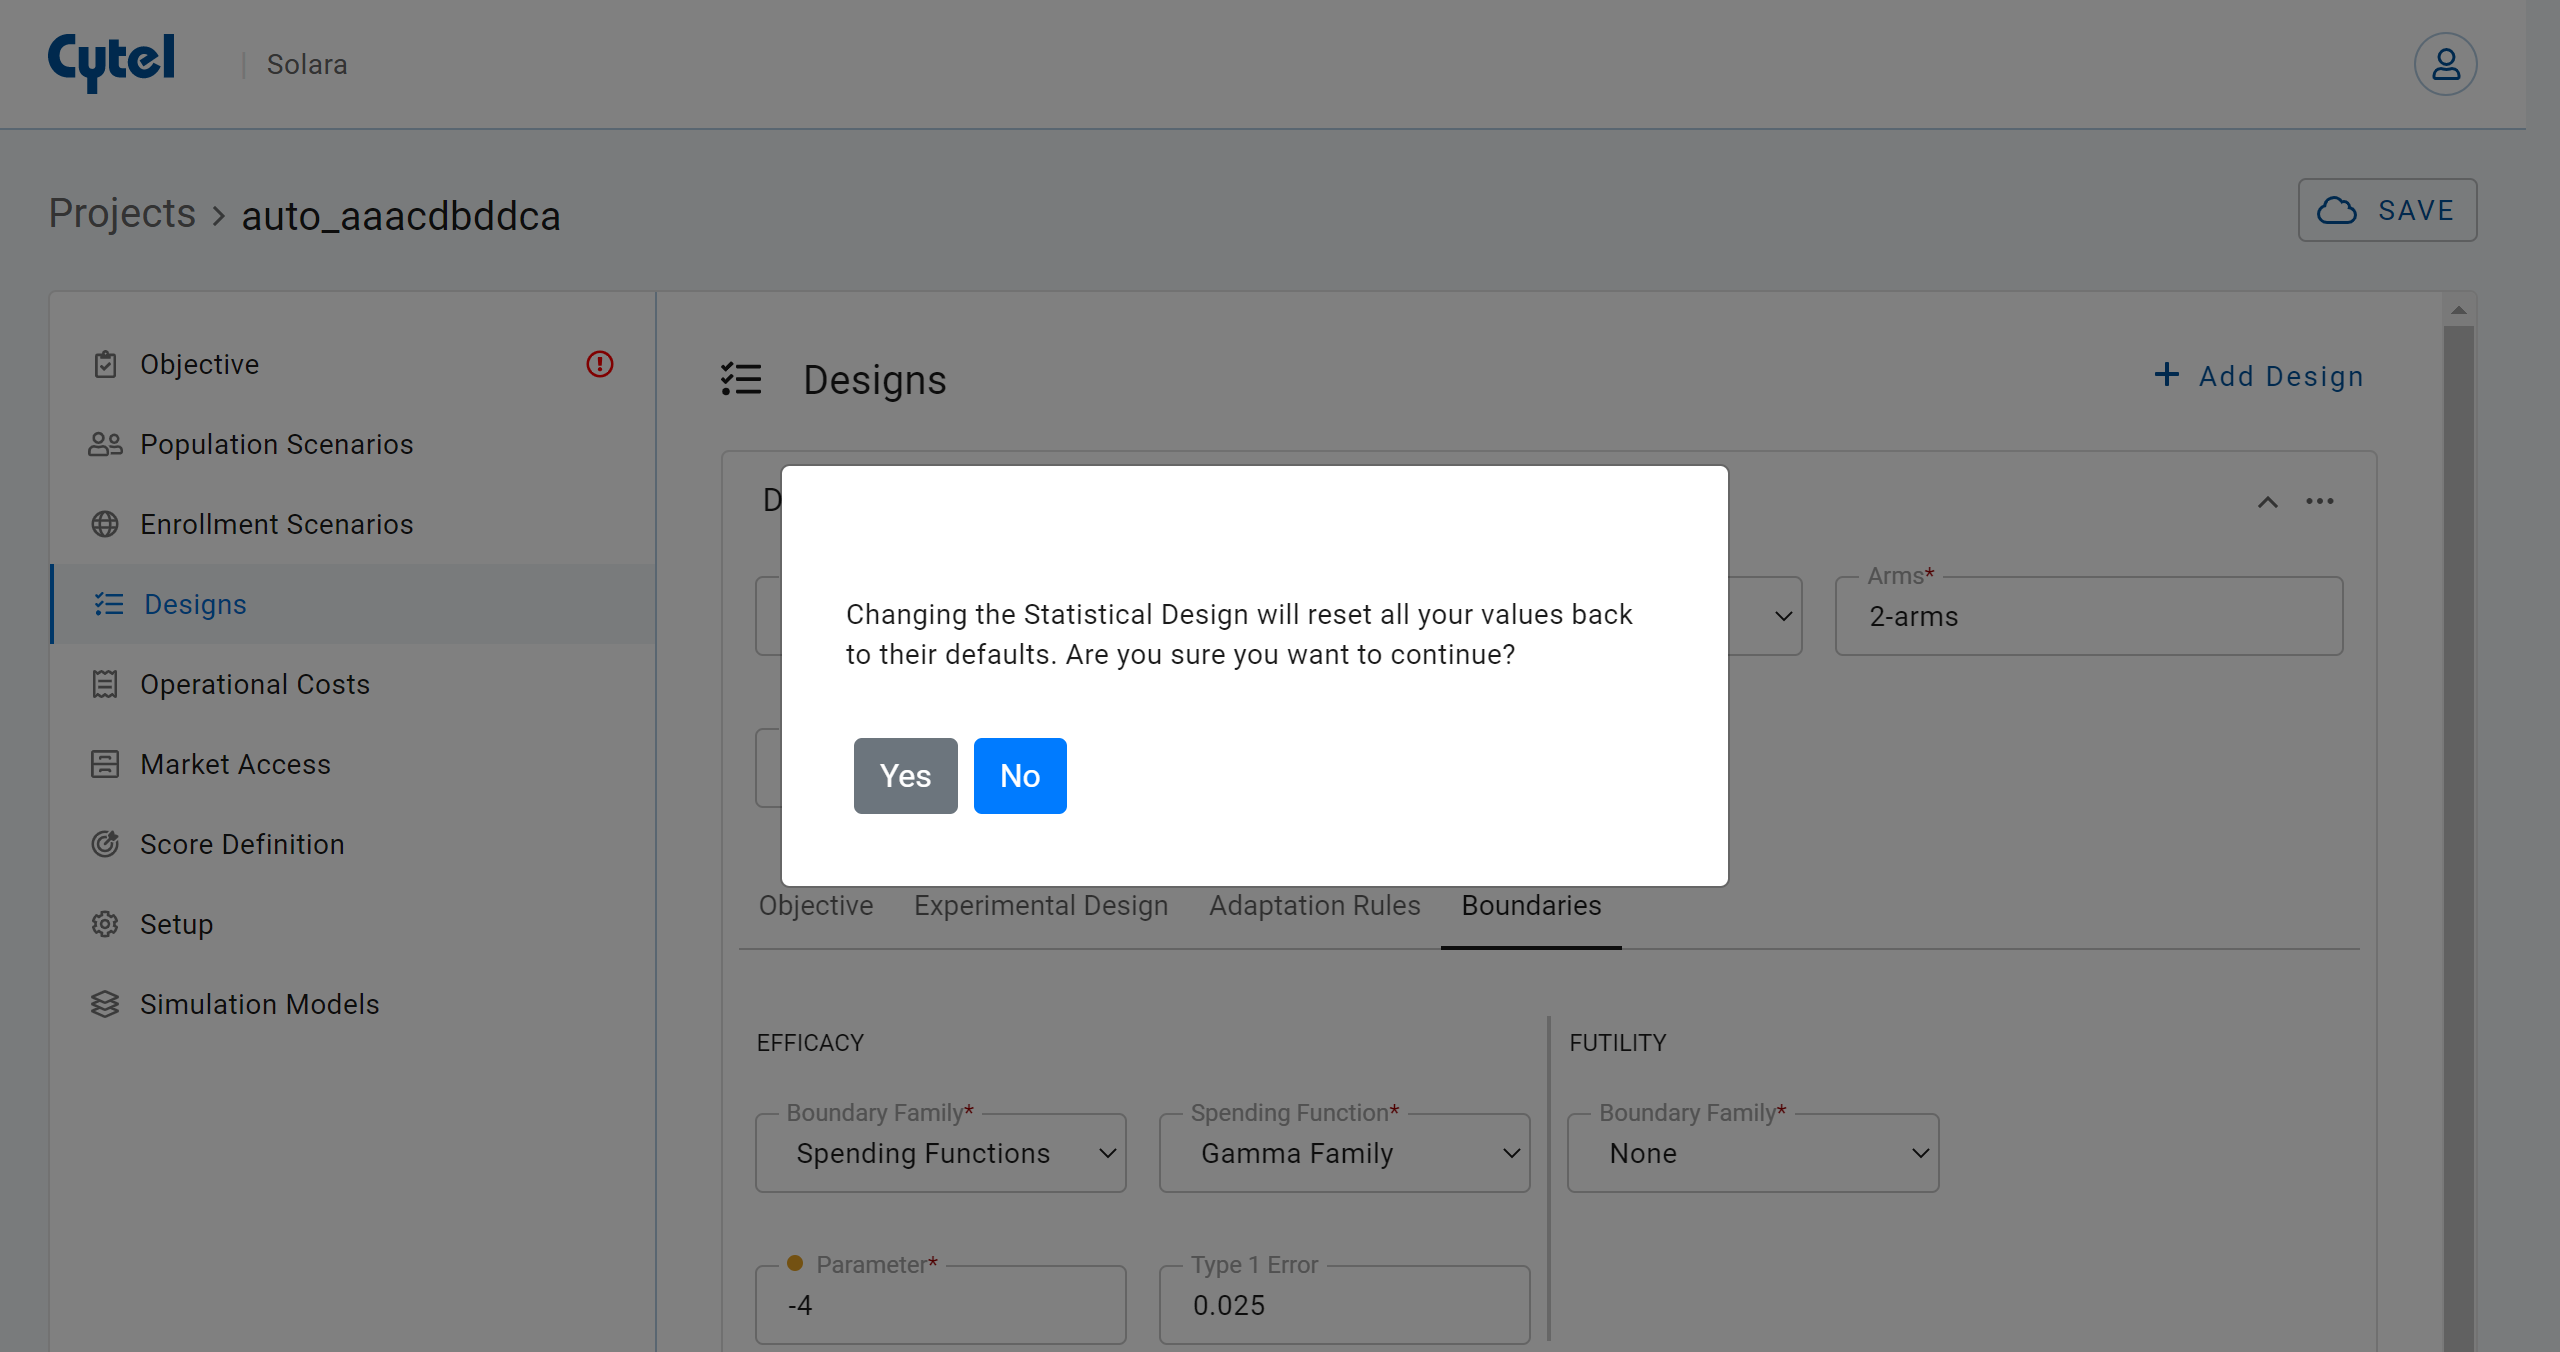 Cytel | Solara
Projects > auto_aaacdbddca
SAVE
Objective
Population Scenarios
Enrollment Scenarios
Designs
Operational Costs
Market Access
Score Definition
Setup
Simulation Models
Designs
+ Add Design
D
Arms*
2-arms
Changing the Statistical Design will reset all your values back
to their defaults. Are you sure you want to continue?
Yes No
Objective Experimental Design Adaptation Rules Boundaries
EFFICACY
FUTILITY
Boundary Family*
Spending Functions
Spending Function*
Gamma Family
Boundary Family*
None
Parameter*
-4
Type 1 Error
0.025